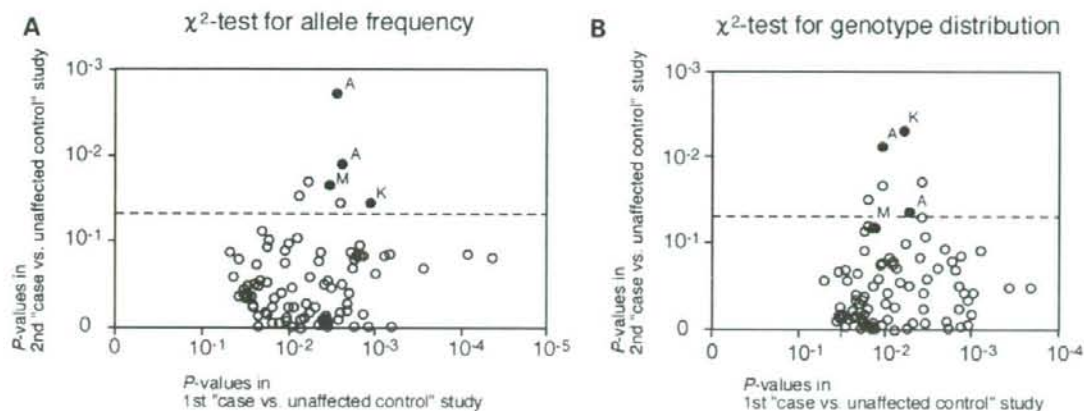 A
χ²-test for allele frequency
P-values in
2nd "case vs. unaffected control" study
10⁻³
10⁻²
10⁻¹
0
A
A
M
K
0
10⁻¹
10⁻²
10⁻³
10⁻⁴
10⁻⁵
P-values in
1st "case vs. unaffected control" study
B
χ²-test for genotype distribution
P-values in
2nd "case vs. unaffected control" study
10⁻³
10⁻²
10⁻¹
0
K
A
A
M
0
10⁻¹
10⁻²
10⁻³
10⁻⁴
P-values in
1st "case vs. unaffected control" study